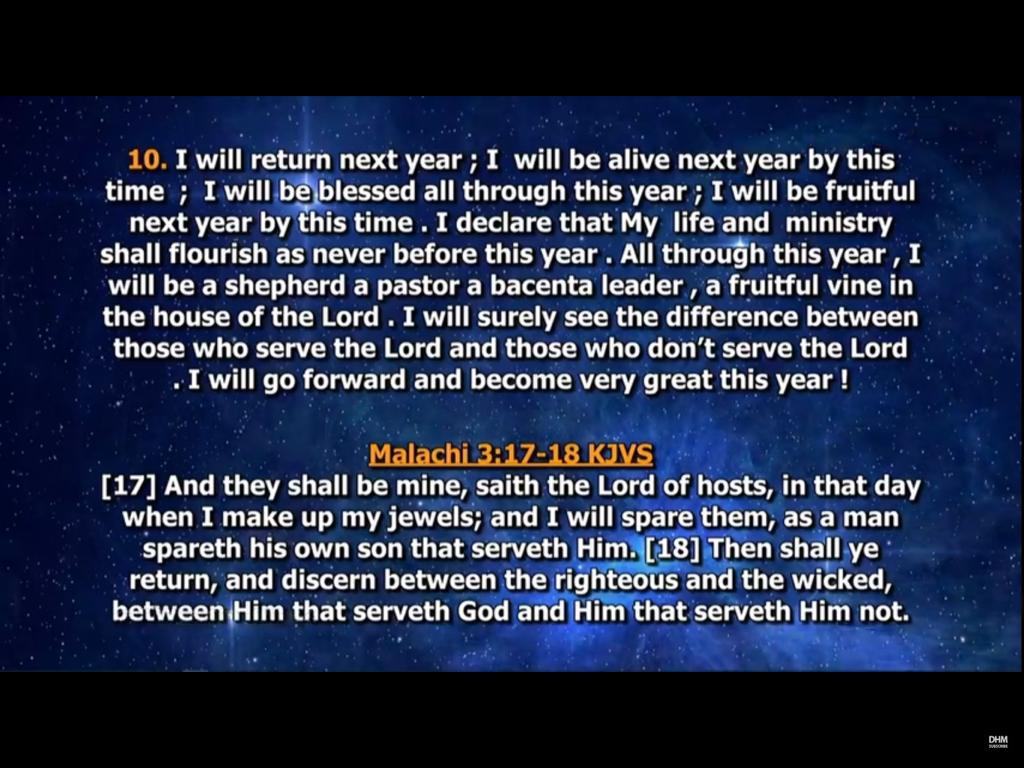 10. I will return next year ; I  will be alive next year by this
time  ;  I will be blessed all through this year ; I will be fruitful
next year by this time . I declare that My  life and  ministry
shall flourish as never before this year . All through this year , I
will be a shepherd a pastor a bacenta leader , a fruitful vine in
the house of the Lord . I will surely see the difference between
those who serve the Lord and those who don’t serve the Lord
. I will go forward and become very great this year !
Malachi 3:17-18 KJVS
[17] And they shall be mine, saith the Lord of hosts, in that day
when I make up my jewels; and I will spare them, as a man
spareth his own son that serveth Him. [18] Then shall ye
return, and discern between the righteous and the wicked,
between Him that serveth God and Him that serveth Him not.
DHM
SUBSCRIBE